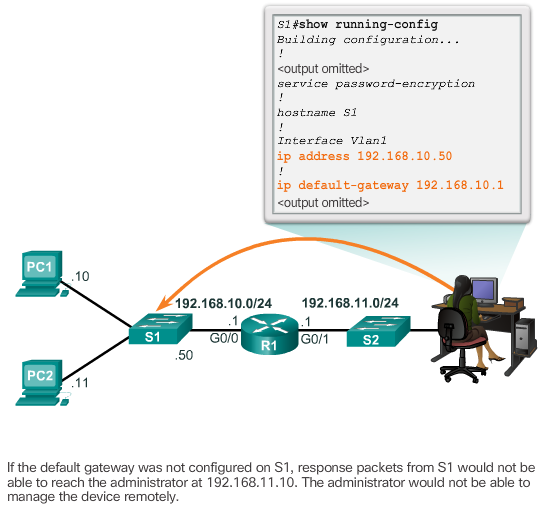 S1#show running-config
Building configuration...
!
<output omitted>
service password-encryption
!
hostname S1
!
Interface Vlan1
ip address 192.168.10.50
!
ip default-gateway 192.168.10.1
<output omitted>
PC1
.10
192.168.10.0/24
192.168.11.0/24
.1
.1
S1
G0/0
R1
G0/1
S2
.50
PC2
.11
If the default gateway was not configured on S1, response packets from S1 would not be
able to reach the administrator at 192.168.11.10. The administrator would not be able to
manage the device remotely.